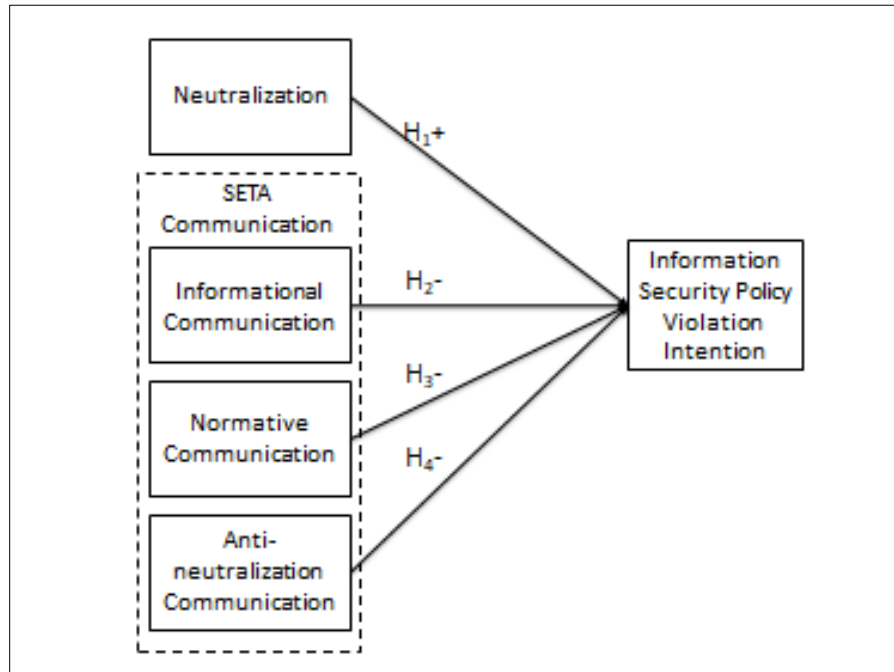 Neutralization
H₁+
SETA
Communication
Informational
Communication
H₂-
Information
Security Policy
Violation
Intention
Normative
Communication
H₃-
Anti-
neutralization
Communication
H₄-